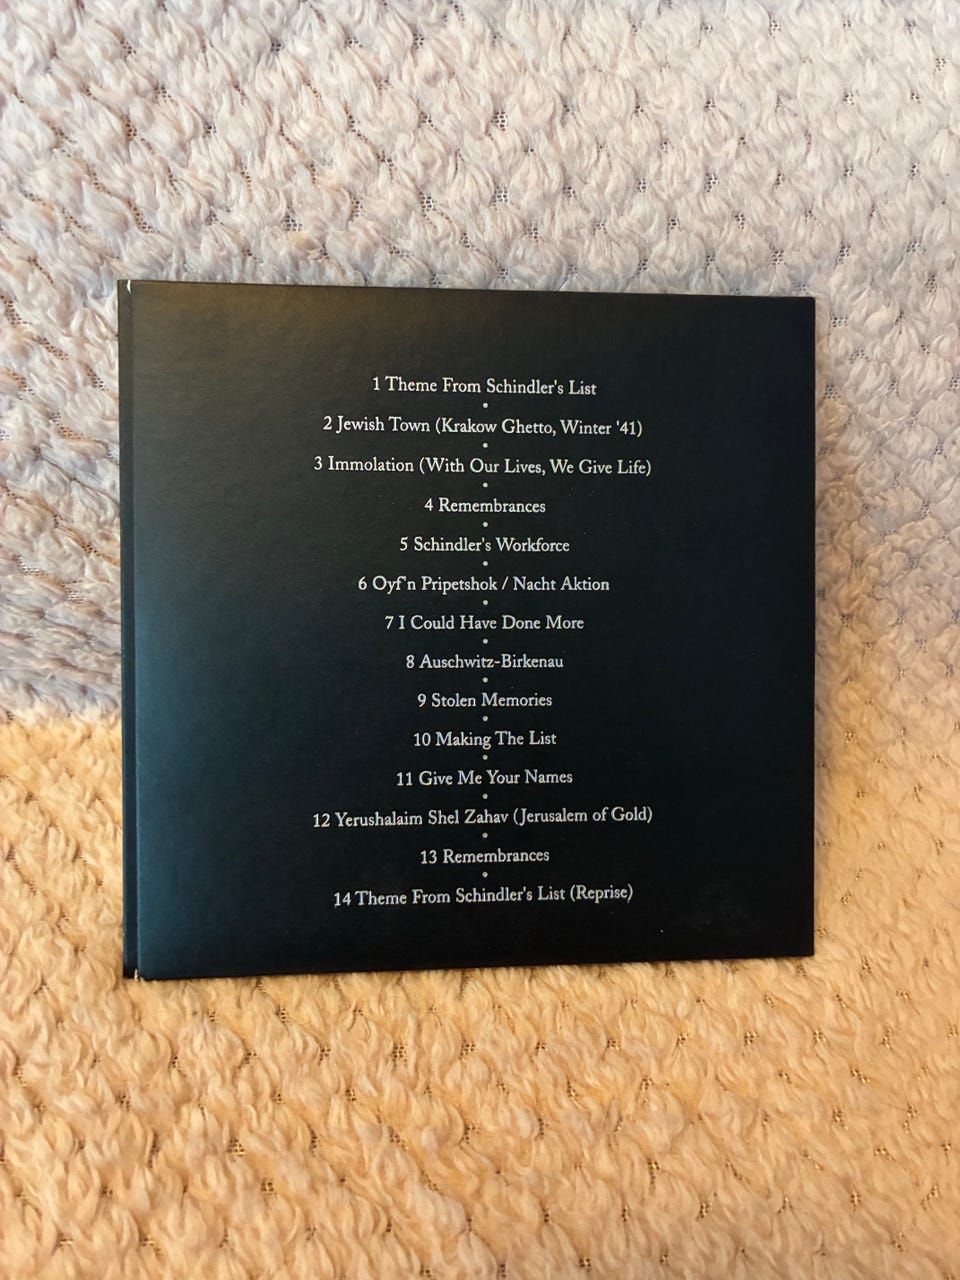 1 Theme From Schindler's List
•
2 Jewish Town (Krakow Ghetto, Winter '41)
•
3 Immolation (With Our Lives, We Give Life)
•
4 Remembrances
•
5 Schindler's Workforce
•
6 Oyf'n Pripetshok / Nacht Aktion
•
7 I Could Have Done More
•
8 Auschwitz-Birkenau
•
9 Stolen Memories
•
10 Making The List
•
11 Give Me Your Names
•
12 Yerushalaim Shel Zahav (Jerusalem of Gold)
•
13 Remembrances
•
14 Theme From Schindler's List (Reprise)